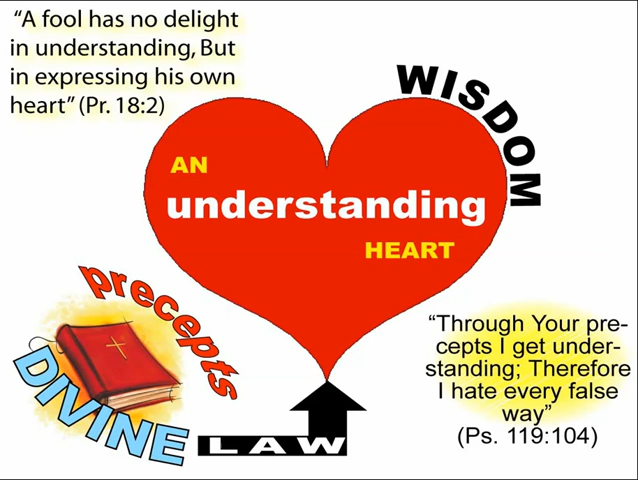 “A fool has no delight
in understanding, But
in expressing his own
heart” (Pr. 18:2)
WISDOM
AN
understanding
HEART
precepts
DIVINE
LAW
“Through Your pre-
cepts I get under-
standing; Therefore
I hate every false
way”
(Ps. 119:104)